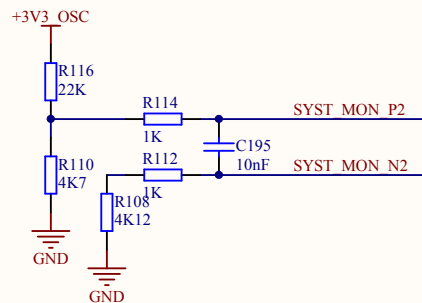 +3V3_OSC
R116
22K
R114
1K
SYST_MON_P2
C195
10nF
R112
1K
SYST_MON_N2
R110
4K7
R108
4K12
GND
GND